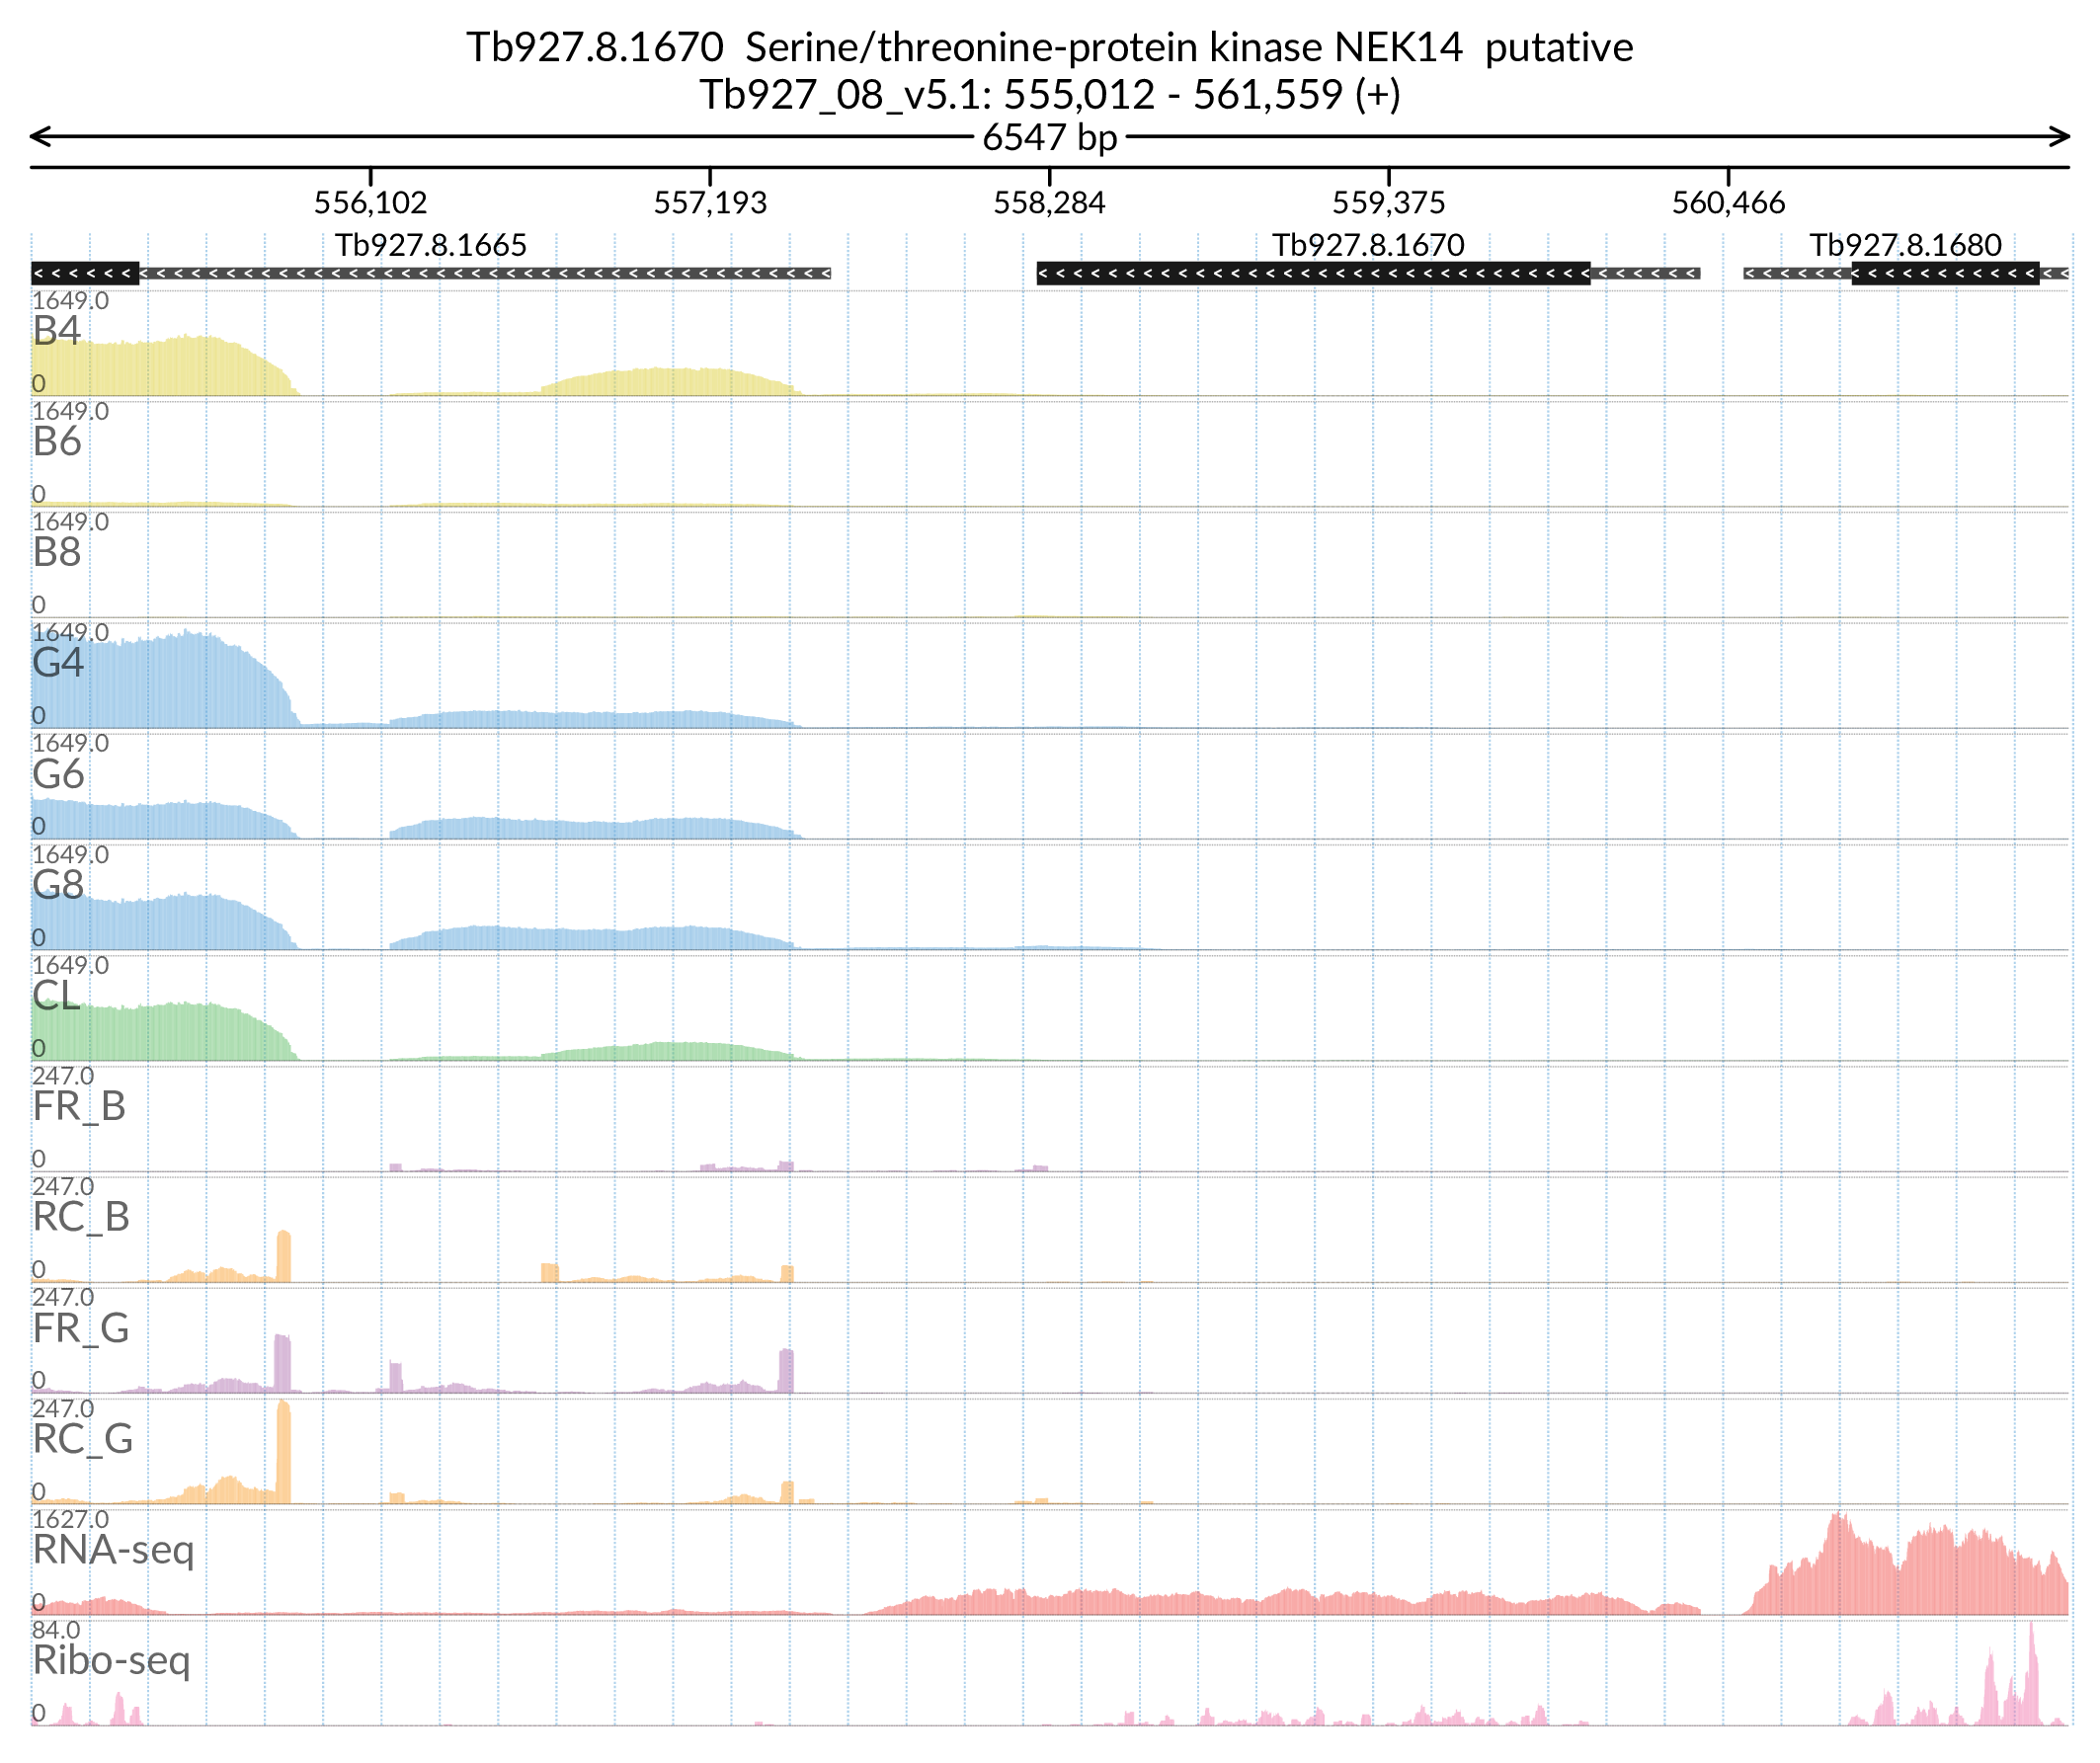 Tb927.8.1670  Serine/threonine-protein kinase NEK14  putative
Tb927_08_v5.1: 555,012 - 561,559 (+)
6547 bp
556,102 557,193 558,284 559,375 560,466
Tb927.8.1665 Tb927.8.1670 Tb927.8.1680
1649.0
B4
0
1649.0
B6
0
1649.0
B8
0
1649.0
G4
0
1649.0
G6
0
1649.0
G8
0
1649.0
CL
0
247.0
FR_B
0
247.0
RC_B
0
247.0
FR_G
0
247.0
RC_G
0
1627.0
RNA-seq
0
84.0
Ribo-seq
0